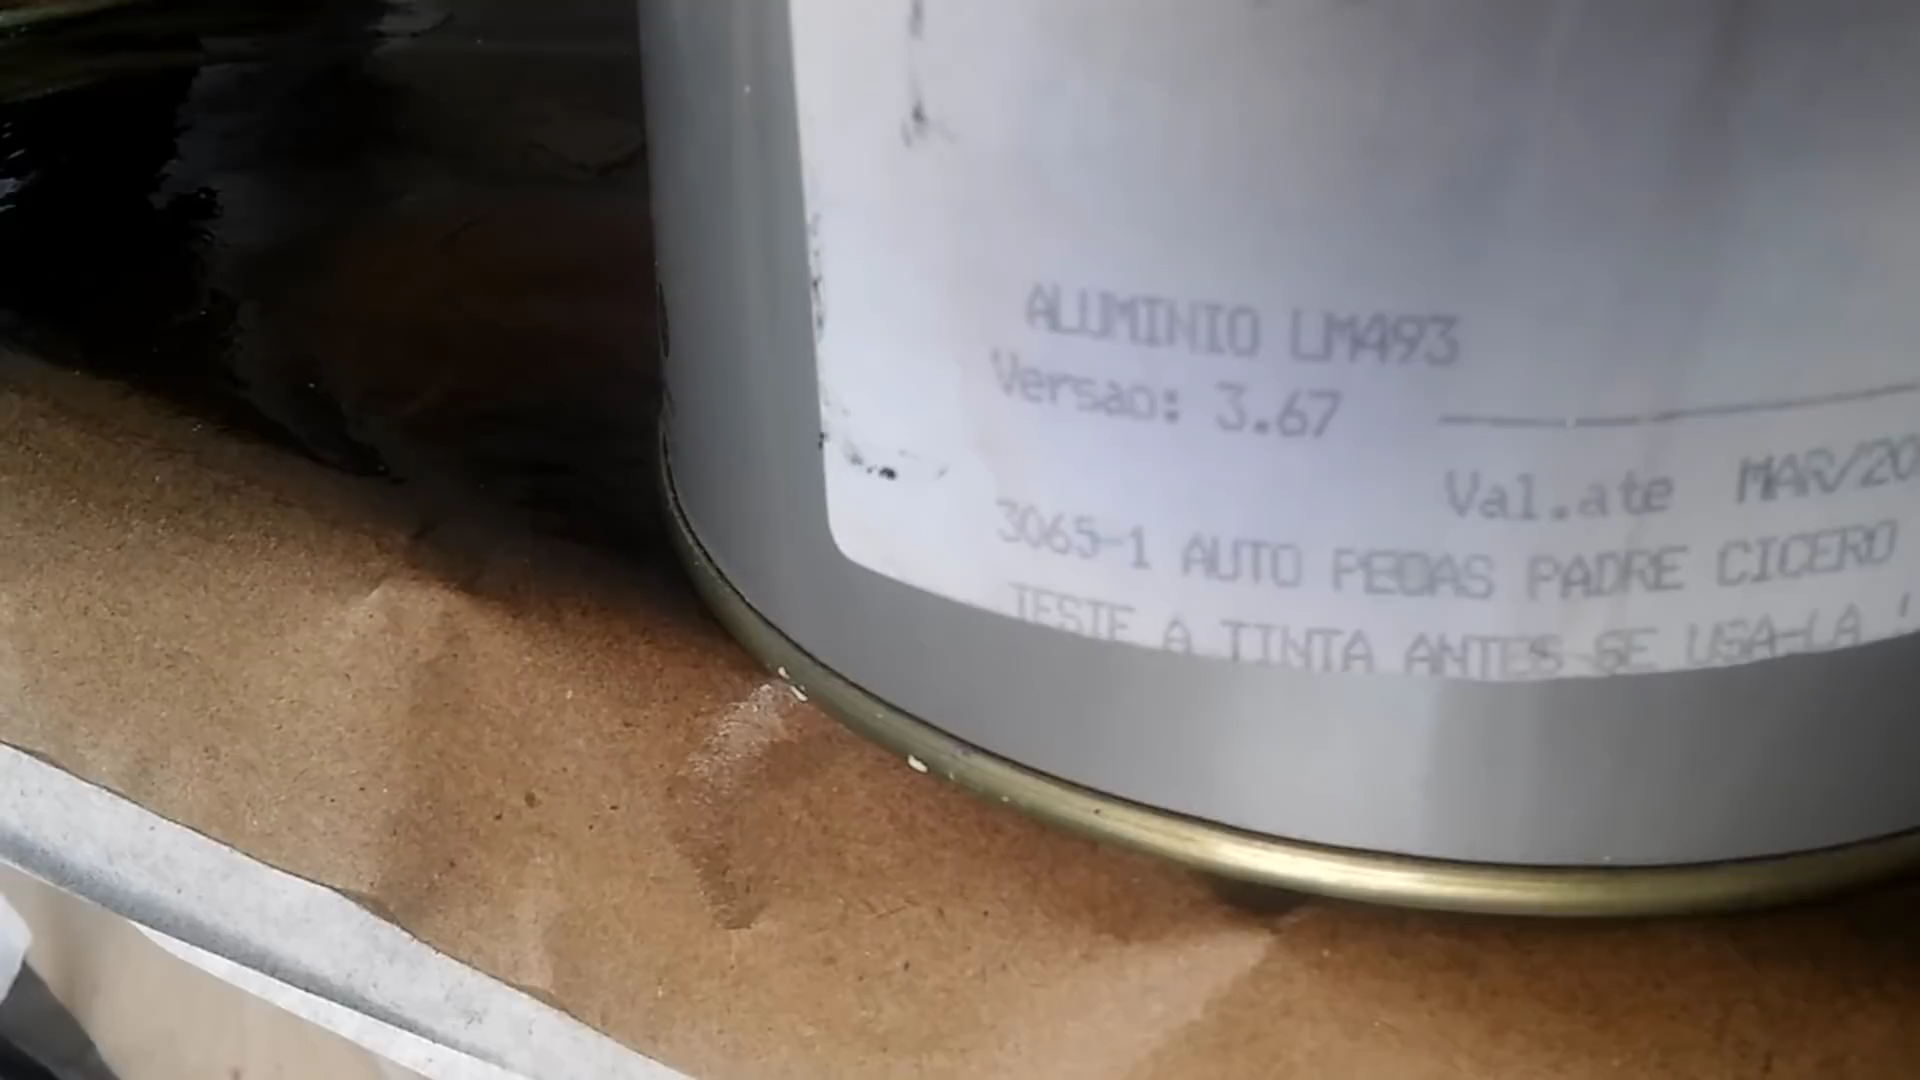 ALUMINIO LM493
Versao: 3.67
Val.ate MAR/20
3065-1 AUTO PECAS PADRE CICERO
TESTE A TINTA ANTES SE USA-LA